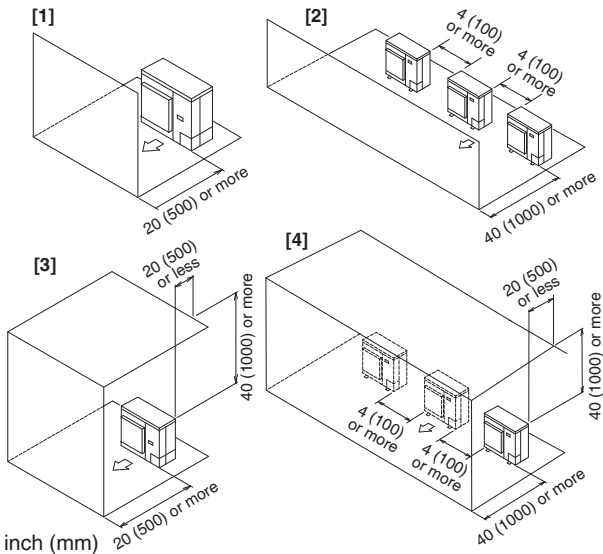 [1]
20 (500) or more
[2]
4 (100)
or more
4 (100)
or more
40 (1000) or more
[3]
20 (500)
or less
40 (1000) or more
20 (500) or more
[4]
20 (500)
or less
40 (1000) or more
4 (100)
or more
4 (100)
or more
40 (1000) or more
inch (mm)